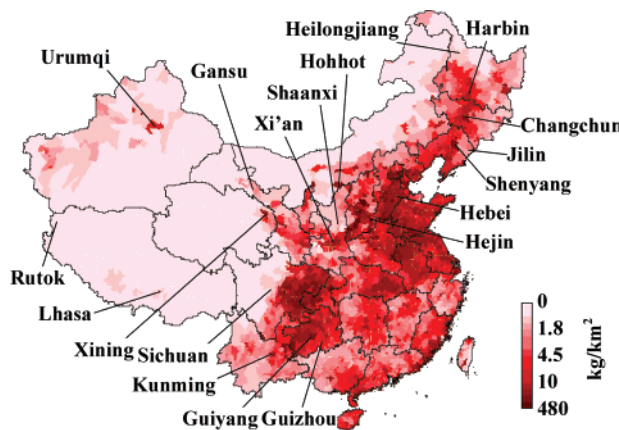 Heilongjiang
Harbin
Urumqi
Hohhot
Gansu
Shaanxi
Xi'an
Changchun
Jilin
Shenyang
Hebei
Hejin
Rutok
Lhasa
Xining
Sichuan
Kunming
Guiyang
Guizhou
0
1.8
4.5
10
480
kg/km²